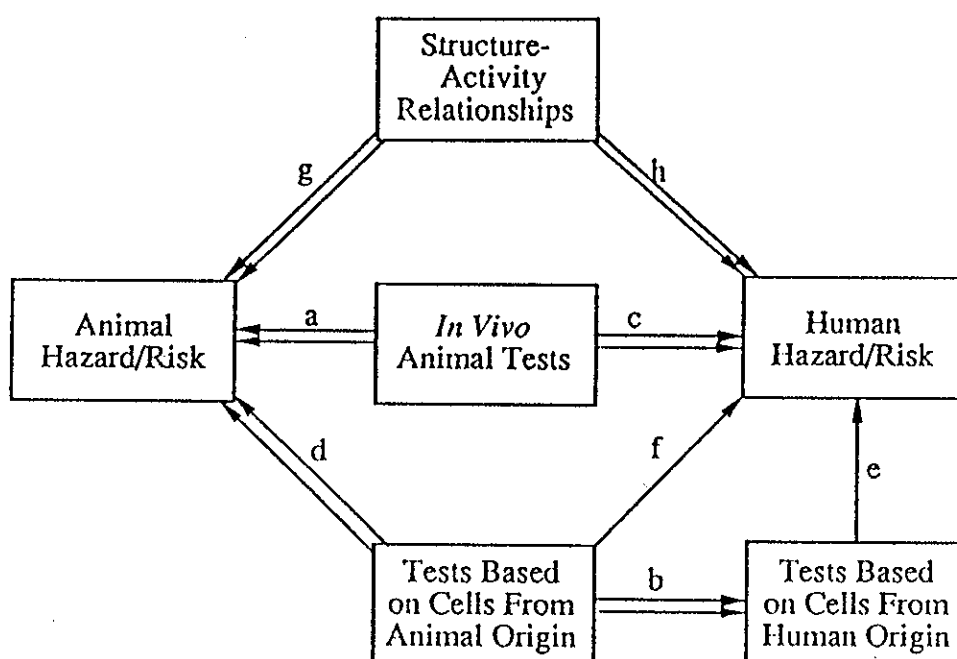 Structure-
Activity
Relationships
g
h
Animal
Hazard/Risk
a
In Vivo
Animal Tests
c
Human
Hazard/Risk
d
f
e
Tests Based
on Cells From
Animal Origin
b
Tests Based
on Cells From
Human Origin